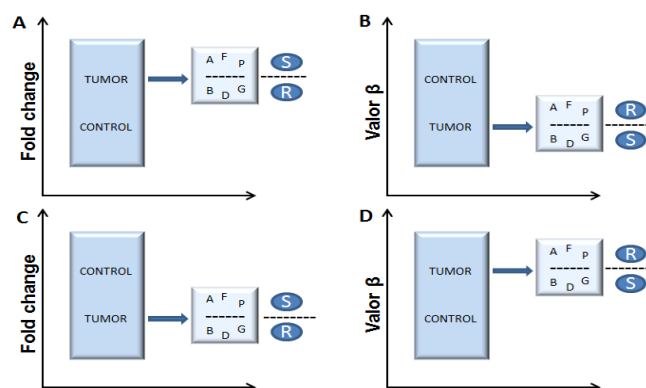 A
Fold change
TUMOR
CONTROL
A F P
B D G
S
R
B
Valor β
CONTROL
TUMOR
A F P
B D G
R
S
C
Fold change
CONTROL
TUMOR
A F P
B D G
S
R
D
Valor β
TUMOR
CONTROL
A F P
B D G
R
S